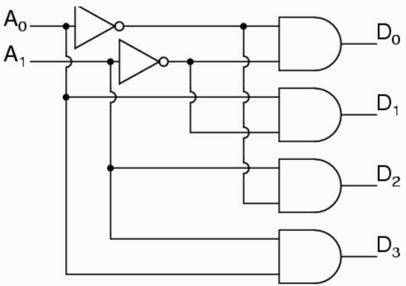 A₀
D₀
A₁
D₁
D₂
D₃